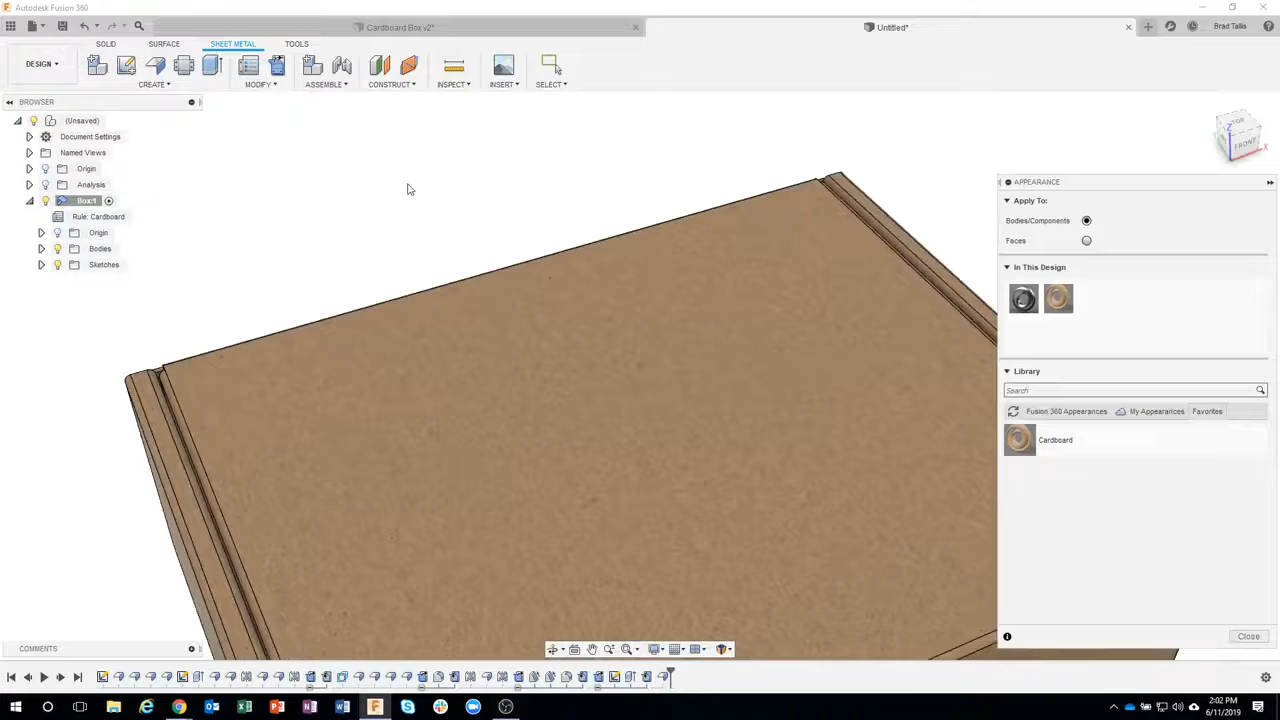 Autodesk Fusion 360
Cardboard Box v2*
Untitled*
Brad Tallis
SOLID
SURFACE
SHEET METAL
TOOLS
DESIGN
CREATE
MODIFY
ASSEMBLE
CONSTRUCT
INSPECT
INSERT
SELECT
BROWSER
(Unsaved)
Document Settings
Named Views
Origin
Analysis
Box:1
Rule: Cardboard
Origin
Bodies
Sketches
Z
FRONT
X
APPEARANCE
Apply To:
Bodies/Components
Faces
In This Design
Library
Search
Fusion 360 Appearances
My Appearances
Favorites
Cardboard
Close
COMMENTS
2:02 PM
6/11/2019